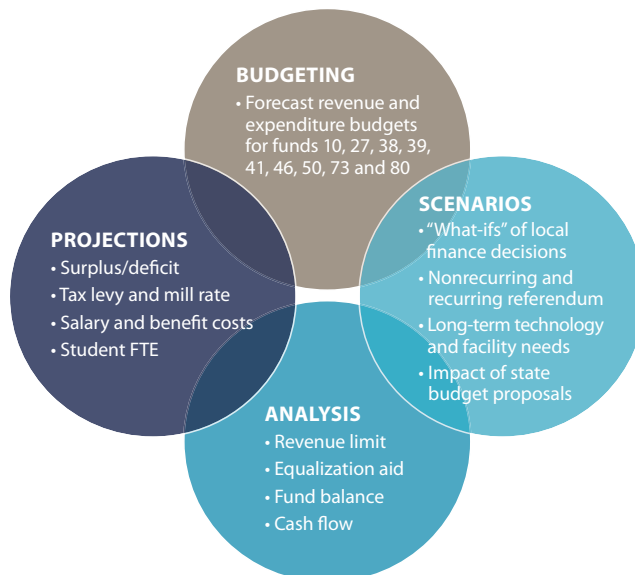 BUDGETING
• Forecast revenue and
expenditure budgets
for funds 10, 27, 38, 39,
41, 46, 50, 73 and 80
PROJECTIONS
• Surplus/deficit
• Tax levy and mill rate
• Salary and benefit costs
• Student FTE
SCENARIOS
• “What-ifs” of local
finance decisions
• Nonrecurring and
recurring referendum
• Long-term technology
and facility needs
• Impact of state
budget proposals
ANALYSIS
• Revenue limit
• Equalization aid
• Fund balance
• Cash flow